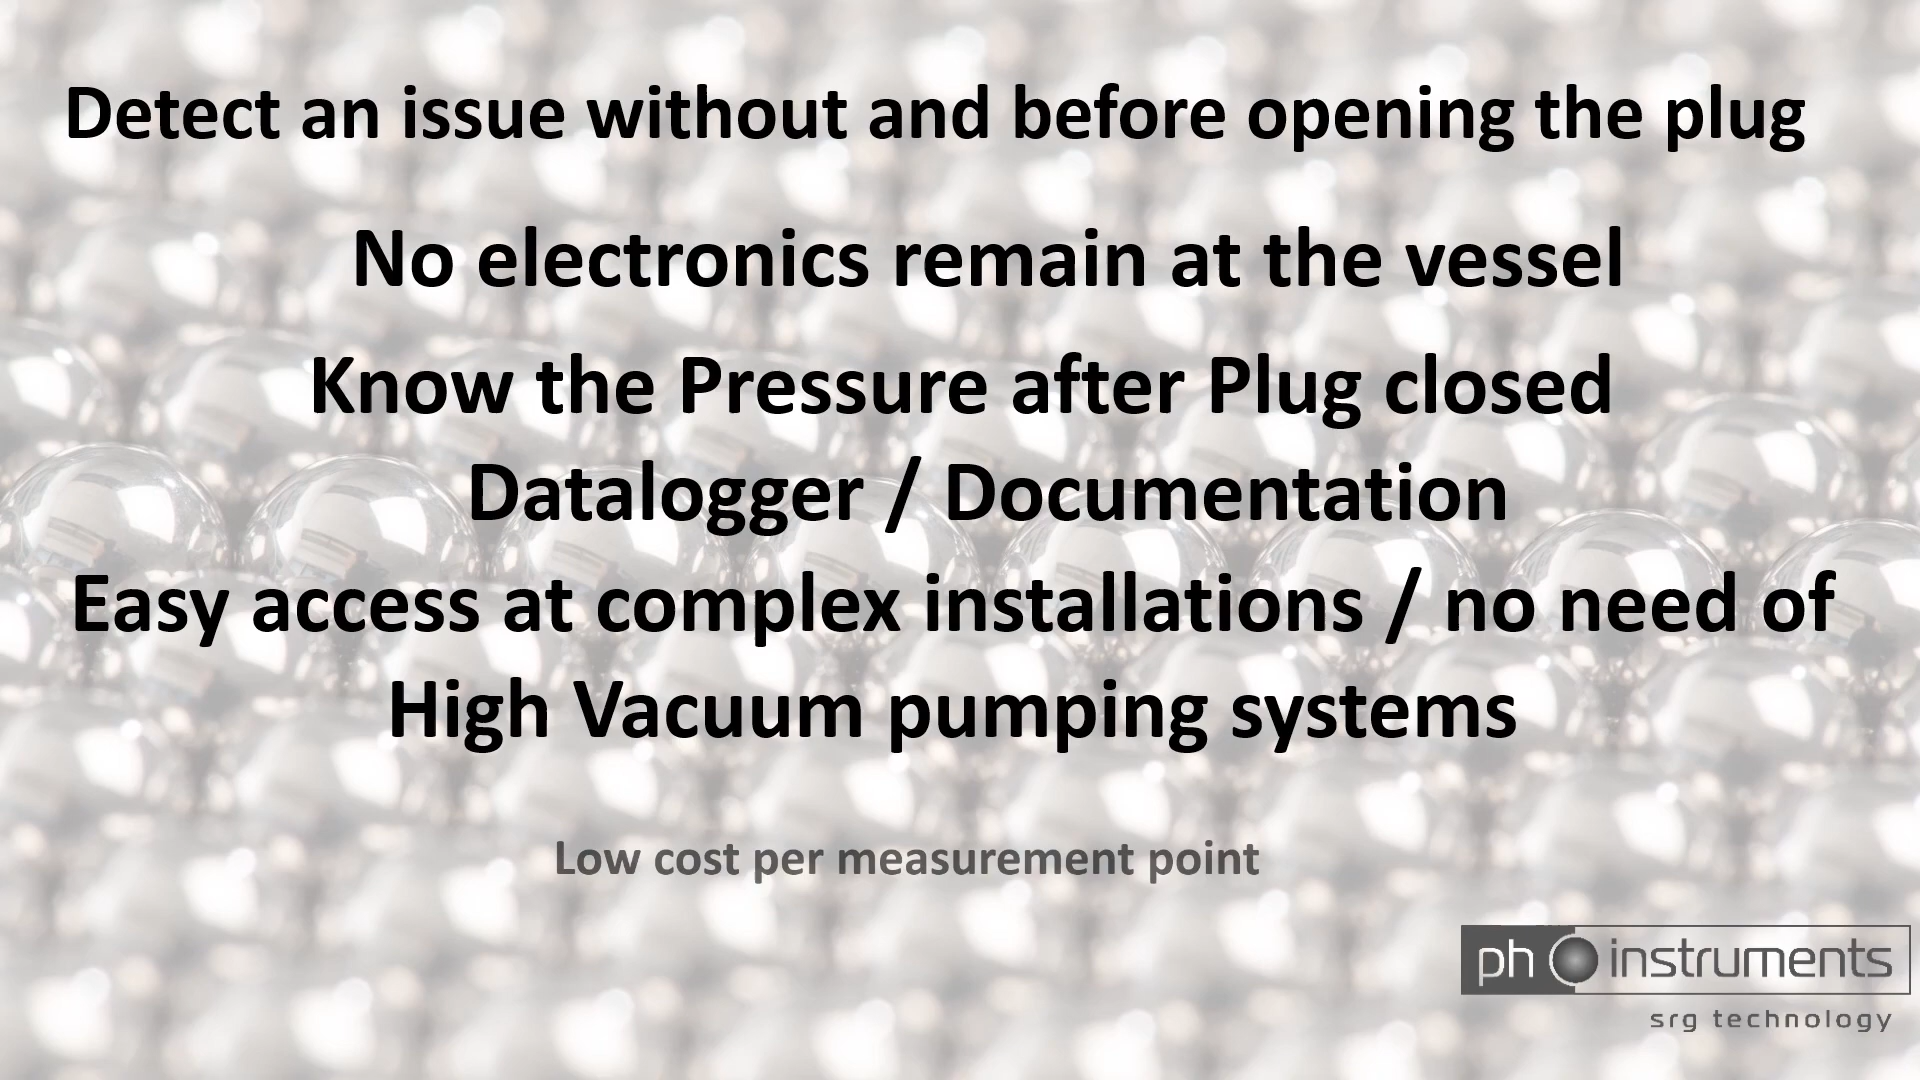 Detect an issue without and before opening the plug
No electronics remain at the vessel
Know the Pressure after Plug closed
Datalogger / Documentation
Easy access at complex installations / no need of
High Vacuum pumping systems
Low cost per measurement point
ph instruments
srg technology